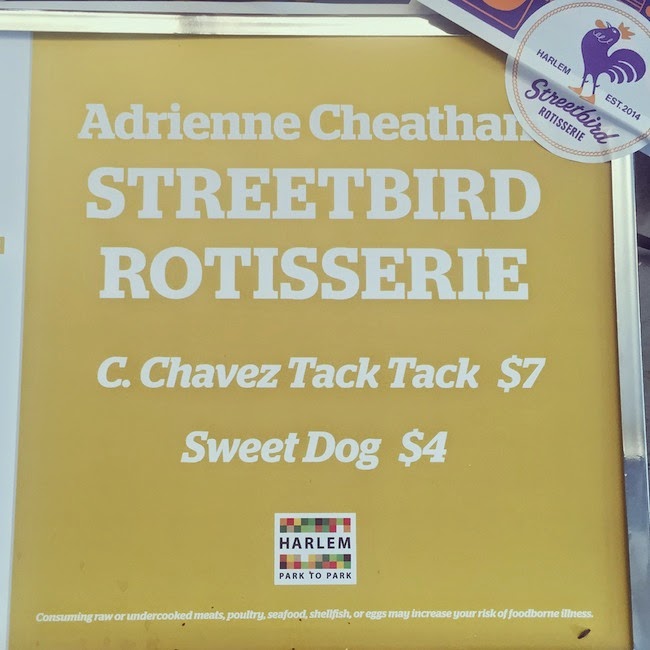 HARLEM
EST. 2014
Streetbird
ROTISSERIE
Adrienne Cheatham
STREETBIRD
ROTISSERIE
C. Chavez Tack Tack $7
Sweet Dog $4
HARLEM
PARK TO PARK
Consuming raw or undercooked meats, poultry, seafood, shellfish, or eggs may increase your risk of foodborne illness.